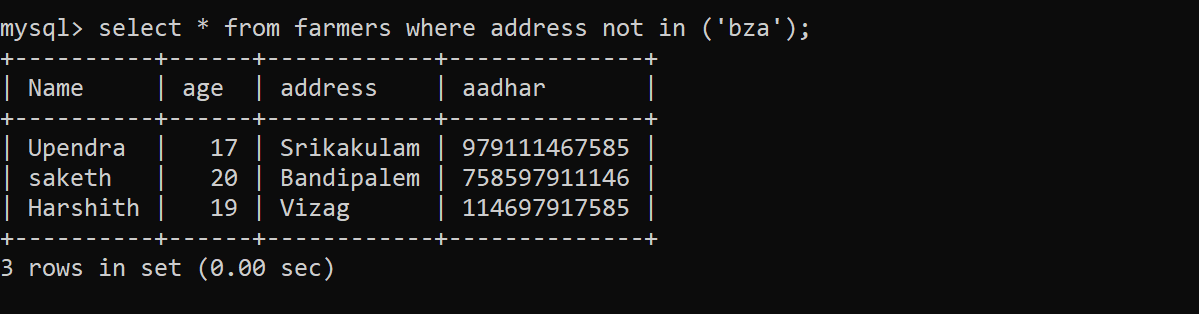 mysql> select * from farmers where address not in ('bza');
+----------+------+------------+--------------+
| Name     | age  | address    | aadhar       |
+----------+------+------------+--------------+
| Upendra  |   17 | Srikakulam | 979111467585 |
| saketh   |   20 | Bandipalem | 758597911146 |
| Harshith |   19 | Vizag      | 114697917585 |
+----------+------+------------+--------------+
3 rows in set (0.00 sec)